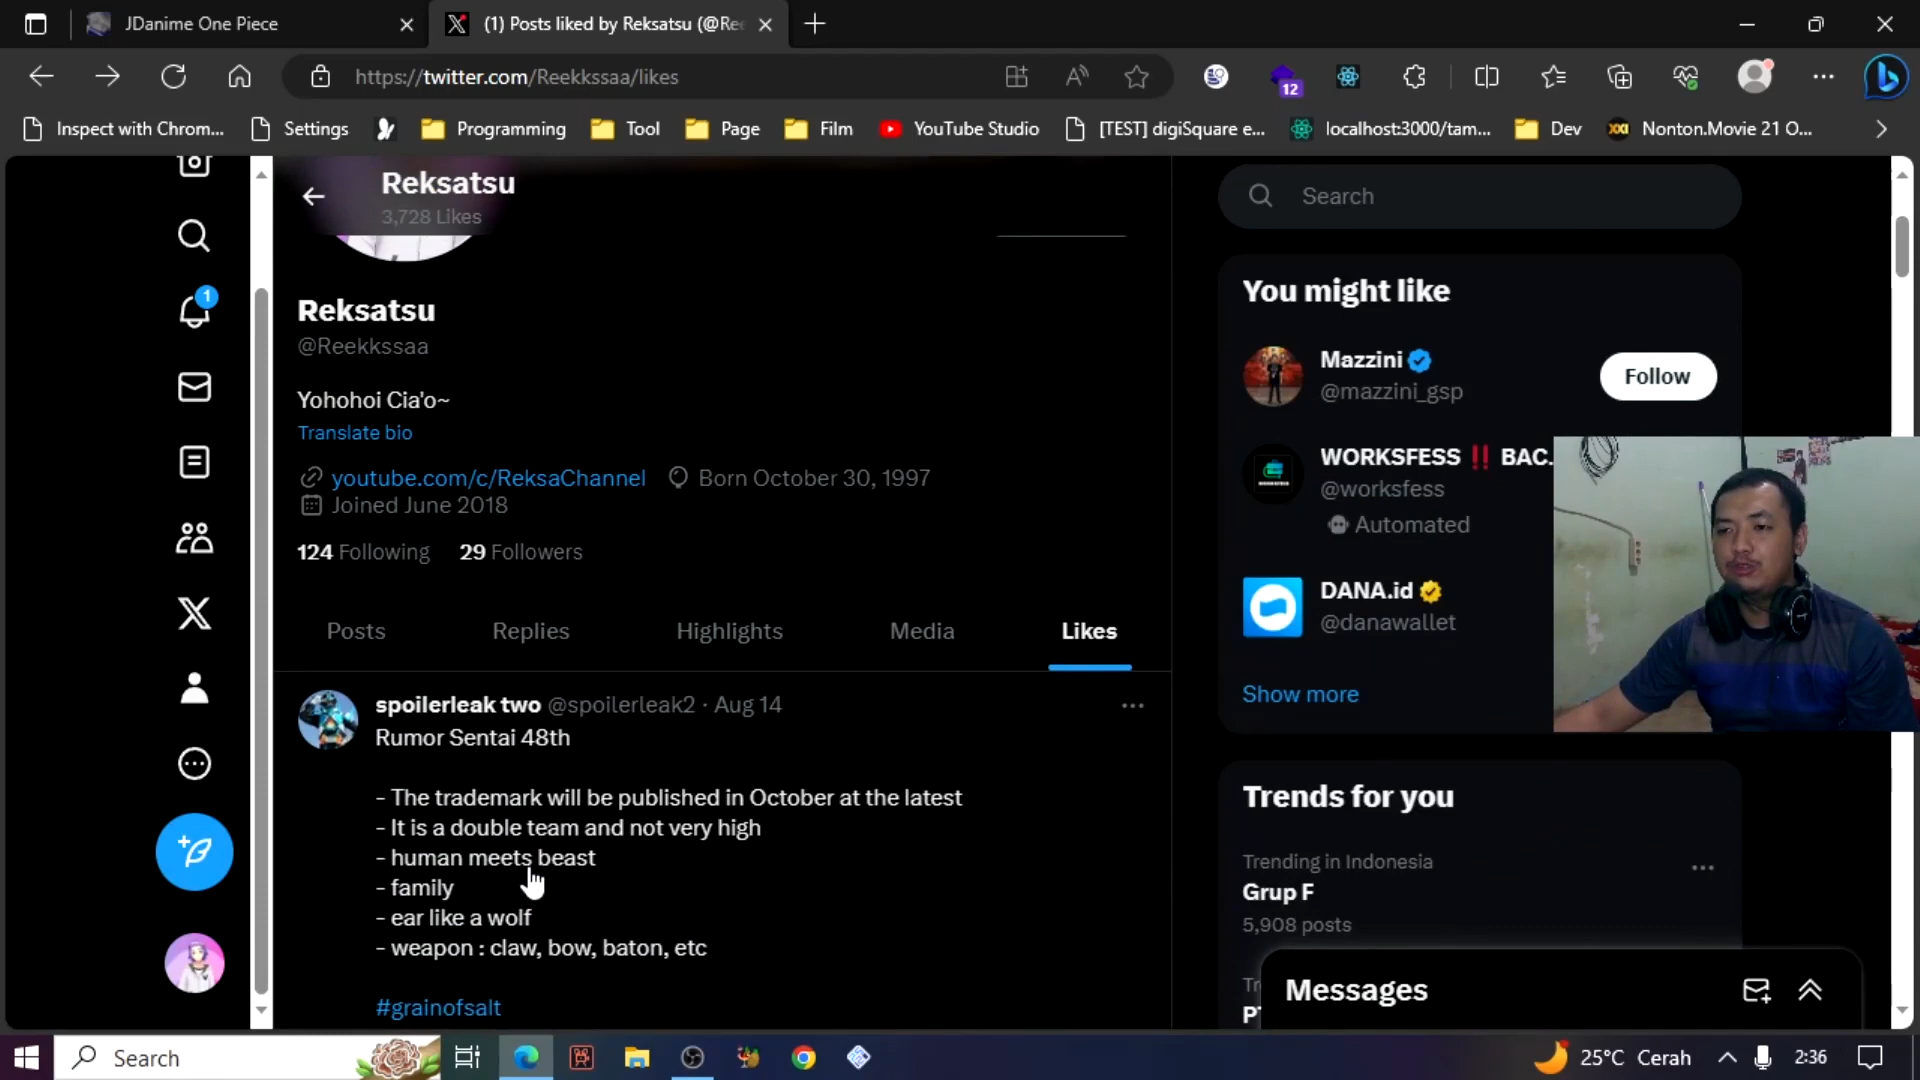 JDanime One Piece
(1) Posts liked by Reksatsu (@Ree
https://twitter.com/Reekkssaa/likes
12
Inspect with Chrom...
Settings
Programming
Tool
Page
Film
YouTube Studio
[TEST] digiSquare e...
localhost:3000/tam...
Dev
Nonton.Movie 21 O...
Reksatsu
3,728 Likes
1
Reksatsu
@Reekkssaa
Yohohoi Cia'o~
Translate bio
youtube.com/c/ReksaChannel
Born October 30, 1997
Joined June 2018
124 Following
29 Followers
Posts
Replies
Highlights
Media
Likes
spoilerleak two @spoilerleak2 · Aug 14
Rumor Sentai 48th
- The trademark will be published in October at the latest
- It is a double team and not very high
- human meets beast
- family
- ear like a wolf
- weapon : claw, bow, baton, etc
#grainofsalt
Search
You might like
Mazzini
@mazzini_gsp
Follow
WORKSFESS ‼ BAC.
@worksfess
Automated
DANA.id
@danawallet
Show more
Trends for you
Trending in Indonesia
Grup F
5,908 posts
Messages
Search
25°C Cerah
2:36